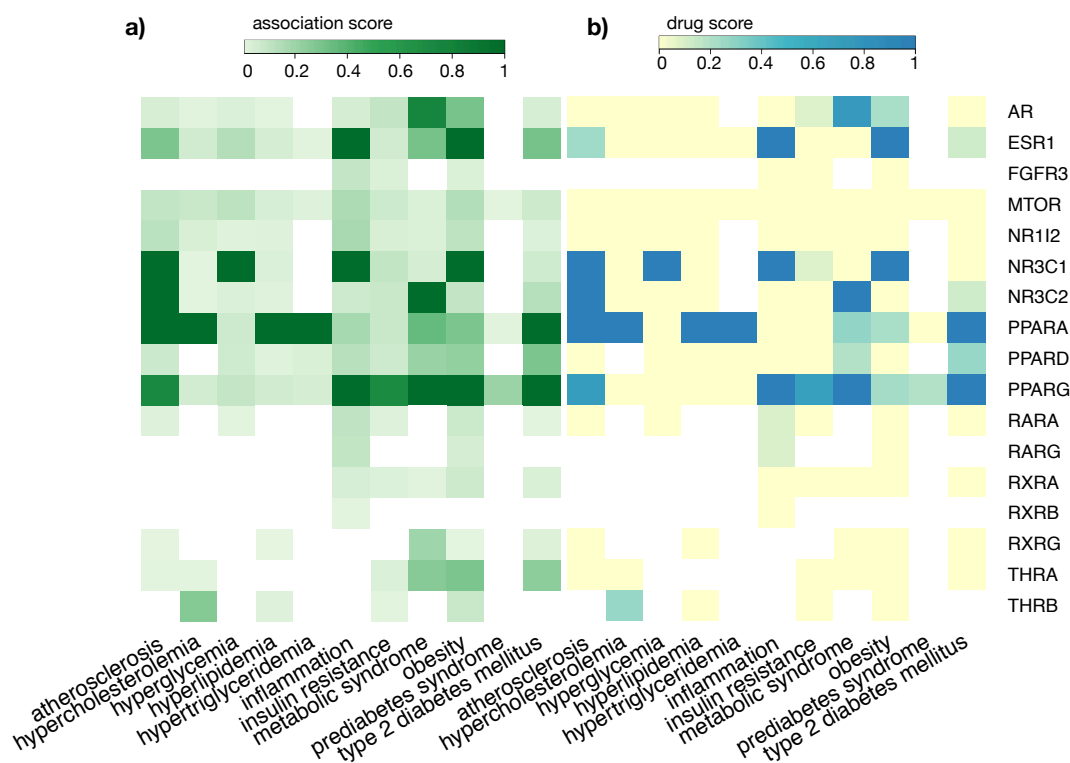 a)
association score
0 0.2 0.4 0.6 0.8 1
b)
drug score
0 0.2 0.4 0.6 0.8 1
AR
ESR1
FGFR3
MTOR
NR1I2
NR3C1
NR3C2
PPARA
PPARD
PPARG
RARA
RARG
RXRA
RXRB
RXRG
THRA
THRB
atherosclerosis
hypercholesterolemia
hyperglycemia
hyperlipidemia
hypertriglyceridemia
inflammation
insulin resistance
metabolic syndrome
obesity
prediabetes syndrome
type 2 diabetes mellitus
atherosclerosis
hypercholesterolemia
hyperglycemia
hyperlipidemia
hypertriglyceridemia
inflammation
insulin resistance
metabolic syndrome
obesity
prediabetes syndrome
type 2 diabetes mellitus